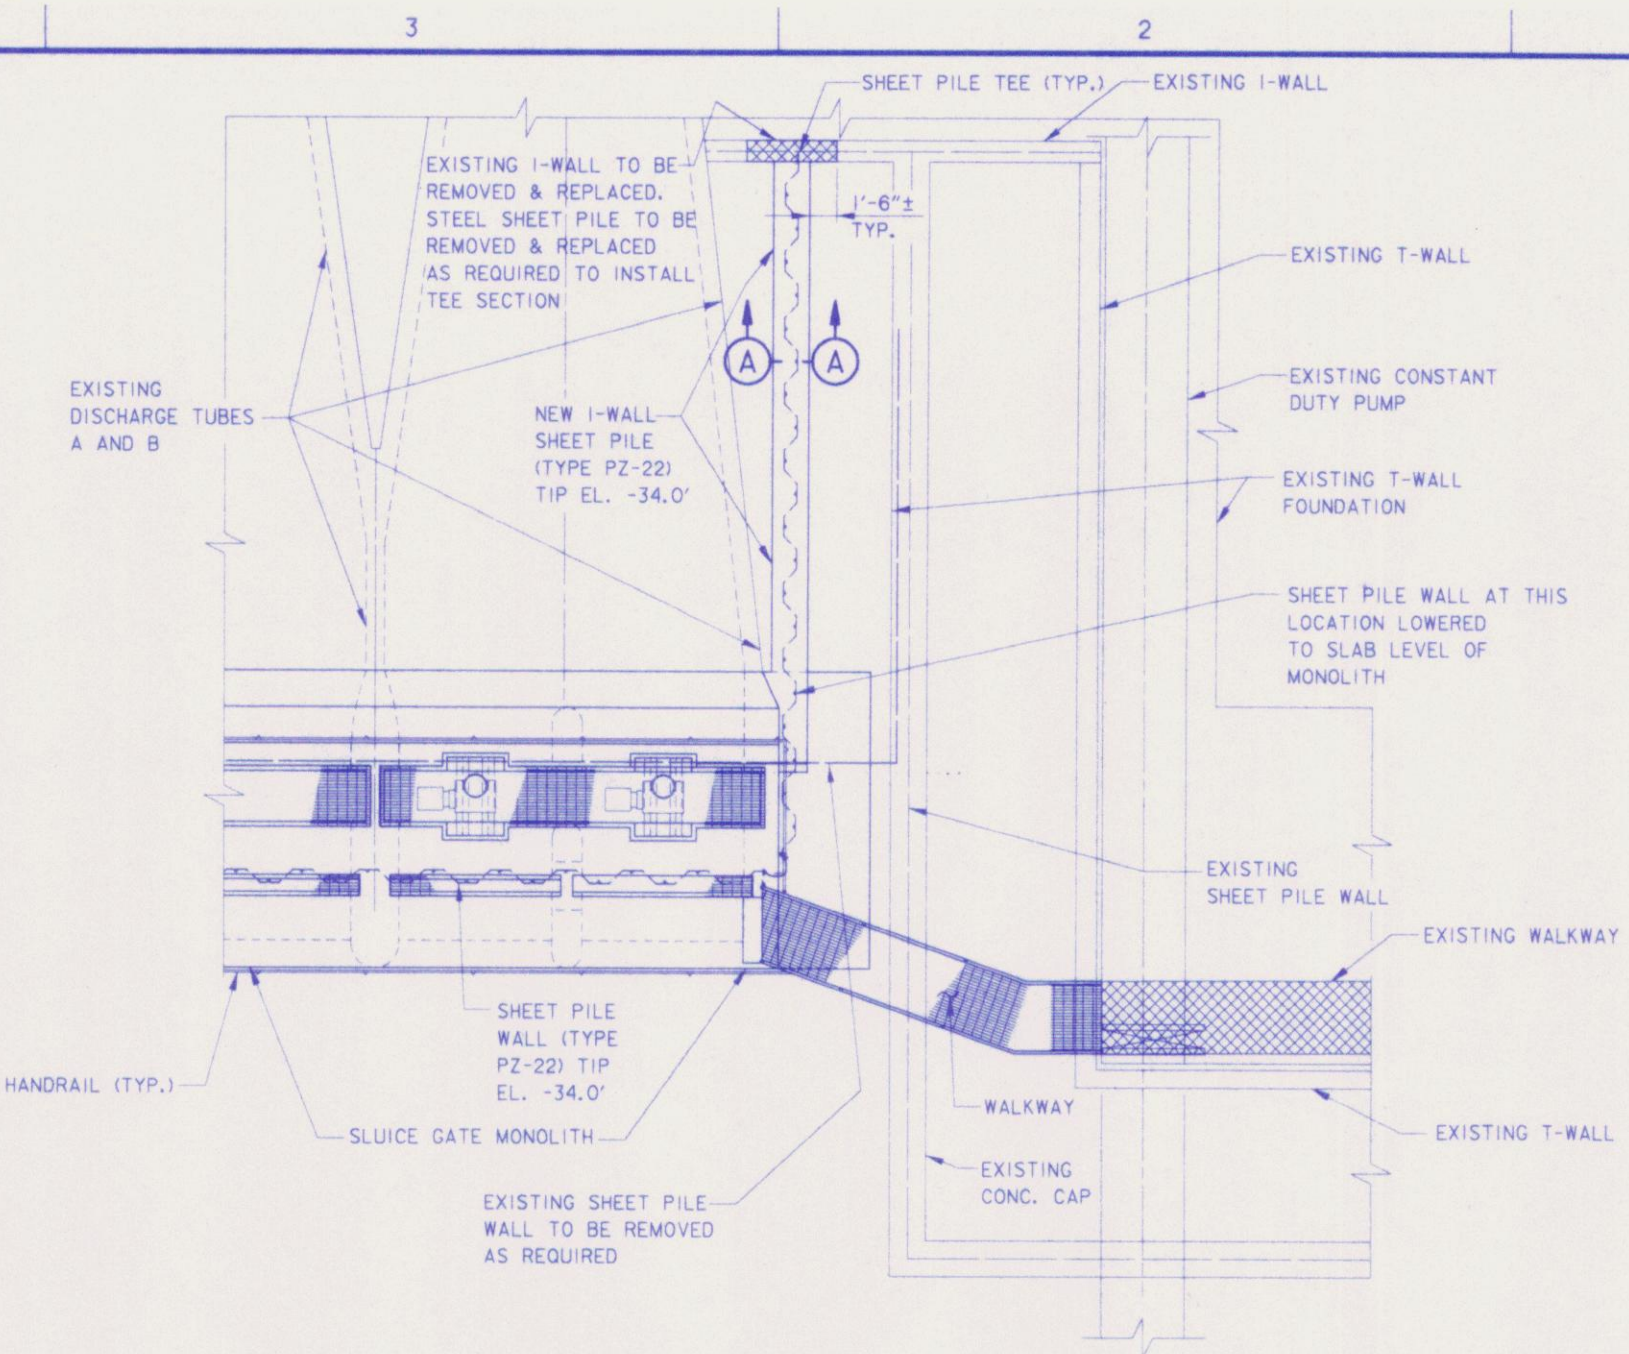 3
2
SHEET PILE TEE (TYP.)
EXISTING I-WALL
EXISTING I-WALL TO BE
REMOVED & REPLACED.
STEEL SHEET PILE TO BE
REMOVED & REPLACED
AS REQUIRED TO INSTALL
TEE SECTION
1'-6"±
TYP.
EXISTING T-WALL
A
A
EXISTING
DISCHARGE TUBES
A AND B
NEW I-WALL
SHEET PILE
(TYPE PZ-22)
TIP EL. -34.0'
EXISTING CONSTANT
DUTY PUMP
EXISTING T-WALL
FOUNDATION
SHEET PILE WALL AT THIS
LOCATION LOWERED
TO SLAB LEVEL OF
MONOLITH
EXISTING
SHEET PILE WALL
EXISTING WALKWAY
SHEET PILE
WALL (TYPE
PZ-22) TIP
EL. -34.0'
HANDRAIL (TYP.)
WALKWAY
SLUICE GATE MONOLITH
EXISTING T-WALL
EXISTING
CONC. CAP
EXISTING SHEET PILE
WALL TO BE REMOVED
AS REQUIRED